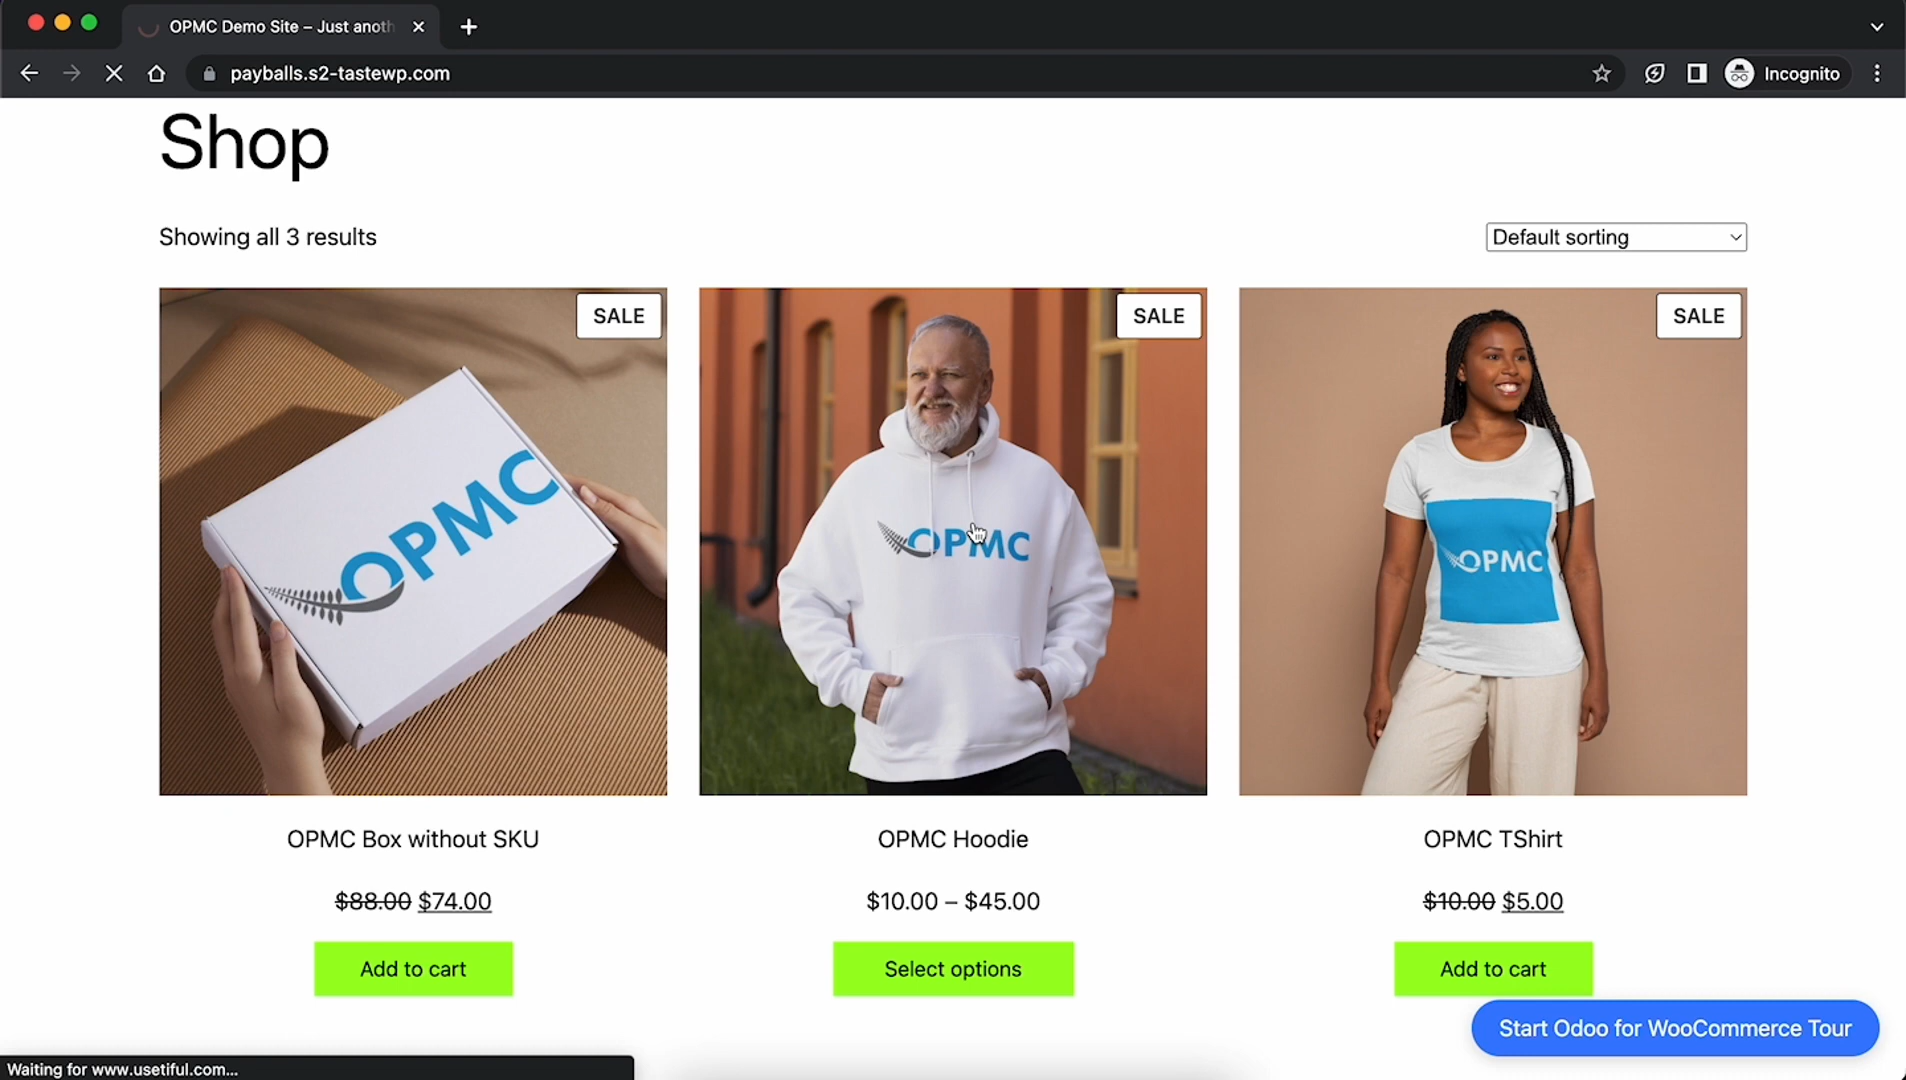 OPMC Demo Site – Just anoth
payballs.s2-tastewp.com
Incognito
Shop
Showing all 3 results
Default sorting
SALE
SALE
SALE
OPMC
OPMC
OPMC
OPMC Box without SKU
OPMC Hoodie
OPMC TShirt
$88.00 $74.00
$10.00 – $45.00
$10.00 $5.00
Add to cart
Select options
Add to cart
Start Odoo for WooCommerce Tour
Waiting for www.usetiful.com...